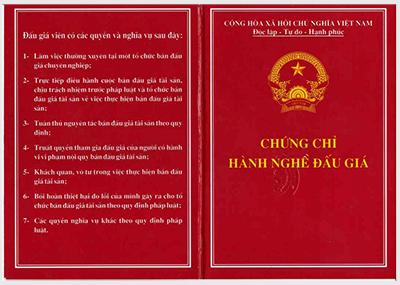 Đấu giá viên có các quyền và nghĩa vụ sau đây:
1- Làm việc thường xuyên tại một tổ chức bán đấu
giá chuyên nghiệp;
2- Trực tiếp điều hành cuộc bán đấu giá tài sản,
chịu trách nhiệm trước pháp luật và tổ chức bán
đấu giá tài sản về việc thực hiện bán đấu giá tài
sản;
3- Tuân thủ nguyên tắc bán đấu giá tài sản theo quy
định;
4- Truất quyền tham gia đấu giá của người có hành
vi vi phạm nội quy bán đấu giá tài sản;
5- Khách quan, vô tư trong việc thực hiện bán đấu
giá tài sản;
6- Bồi hoàn thiệt hại do lỗi của mình gây ra cho tổ
chức bán đấu giá tài sản theo quy định pháp luật;
7- Các quyền nghĩa vụ khác theo quy định pháp
luật.
CỘNG HÒA XÃ HỘI CHỦ NGHĨA VIỆT NAM
Độc lập - Tự do - Hạnh phúc
CHỨNG CHỈ
HÀNH NGHỀ ĐẤU GIÁ